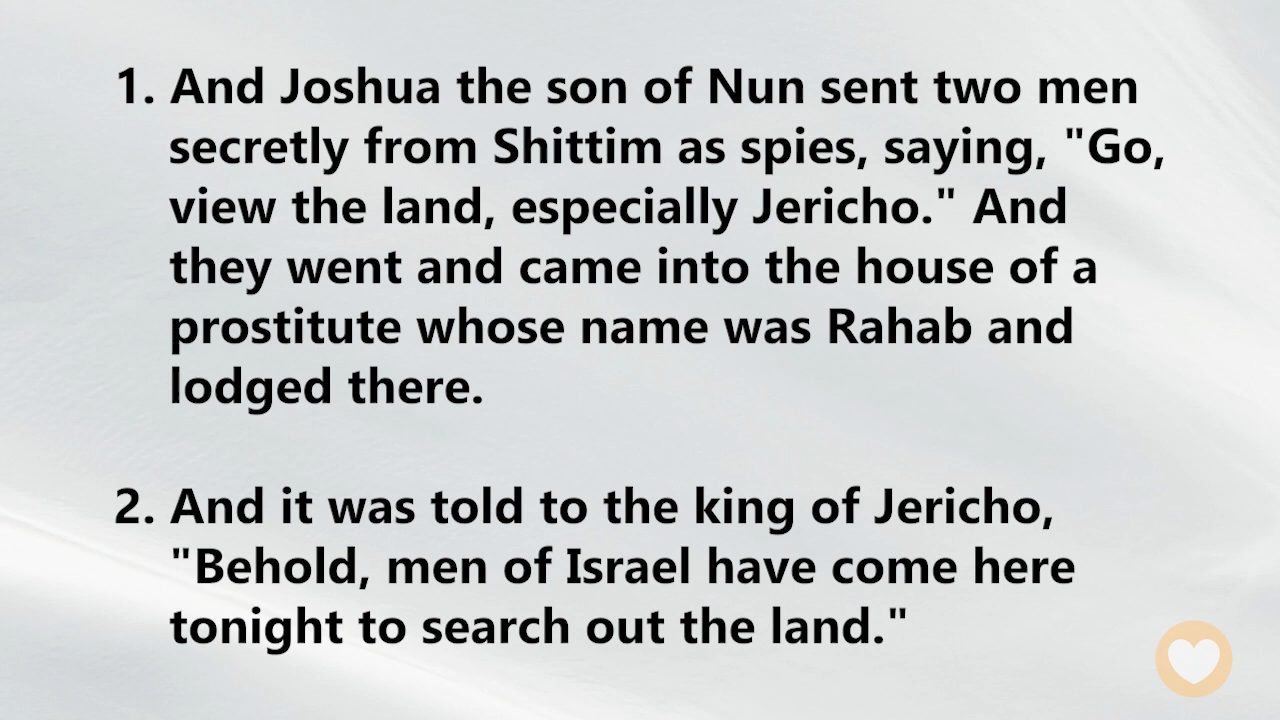 1. And Joshua the son of Nun sent two men
secretly from Shittim as spies, saying, "Go,
view the land, especially Jericho." And
they went and came into the house of a
prostitute whose name was Rahab and
lodged there.
2. And it was told to the king of Jericho,
"Behold, men of Israel have come here
tonight to search out the land."